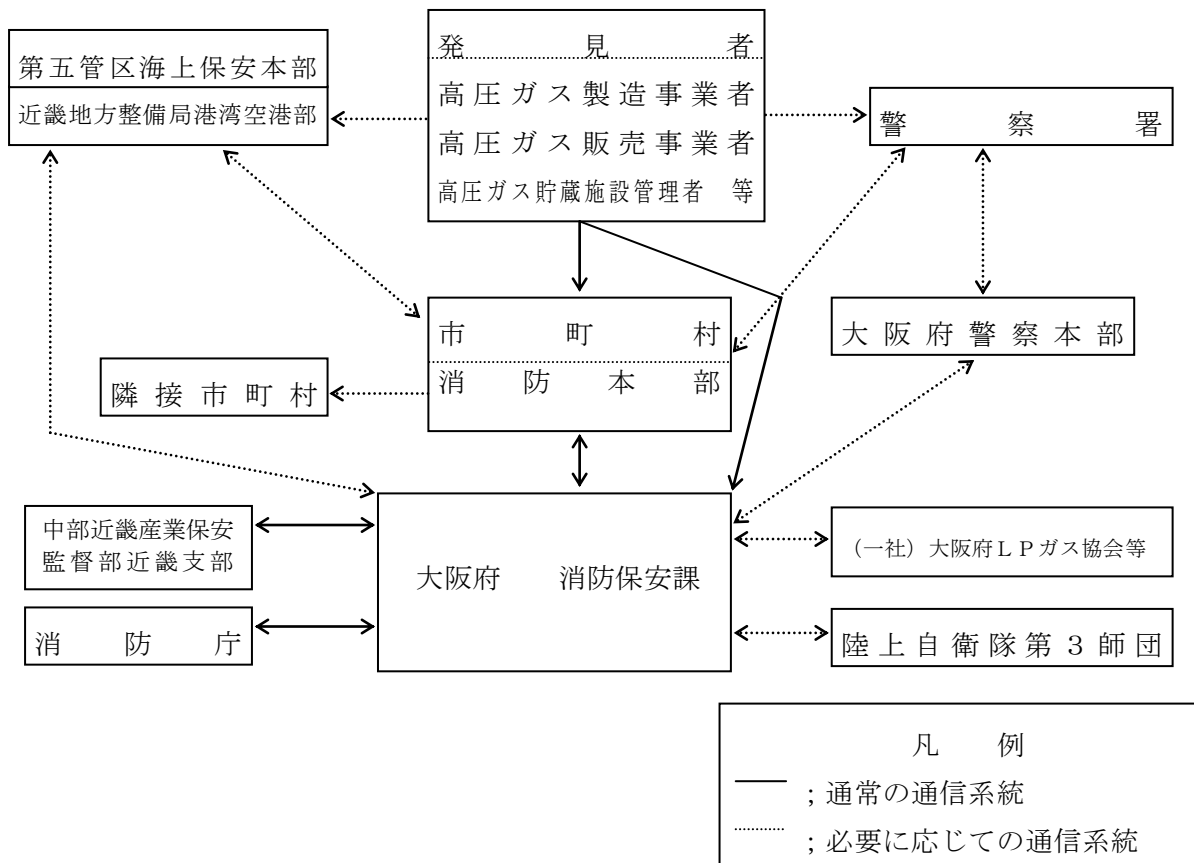 第五管区海上保安本部
近畿地方整備局港湾空港部
発見者
高圧ガス製造事業者
高圧ガス販売事業者
高圧ガス貯蔵施設管理者 等
警察署
市町村
消防本部
大阪府警察本部
隣接市町村
中部近畿産業保安
監督部近畿支部
消防庁
大阪府 消防保安課
(一社)大阪府LPガス協会等
陸上自衛隊第3師団
凡例
;通常の通信系統
;必要に応じての通信系統